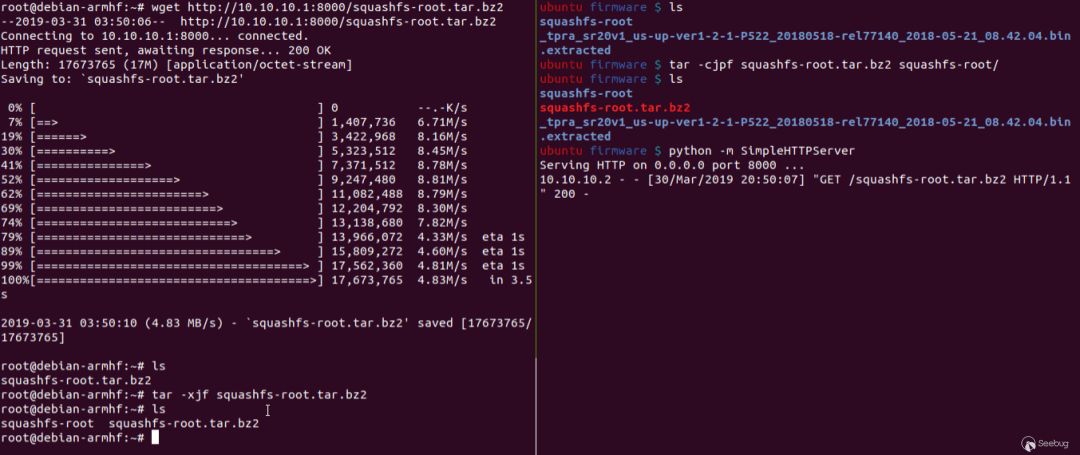 root@debian-armhf:~# wget http://10.10.10.1:8000/squashfs-root.tar.bz2
--2019-03-31 03:50:06--  http://10.10.10.1:8000/squashfs-root.tar.bz2
Connecting to 10.10.10.1:8000... connected.
HTTP request sent, awaiting response... 200 OK
Length: 17673765 (17M) [application/octet-stream]
Saving to: `squashfs-root.tar.bz2'
0% [                                       ] 0           --.-K/s
7% [==>                                    ] 1,407,736   6.71M/s
19% [======>                                ] 3,422,968   8.16M/s
30% [==========>                            ] 5,323,512   8.45M/s
41% [===============>                       ] 7,371,512   8.78M/s
52% [===================>                   ] 9,247,480   8.81M/s
62% [=======================>               ] 11,082,488  8.79M/s
69% [=========================>             ] 12,204,792  8.30M/s
74% [===========================>           ] 13,138,680  7.82M/s
79% [=============================>         ] 13,966,072  4.33M/s  eta 1s
89% [=================================>     ] 15,809,272  4.60M/s  eta 1s
99% [=====================================> ] 17,562,360  4.81M/s  eta 1s
100%[======================================>] 17,673,765  4.83M/s   in 3.5
s
2019-03-31 03:50:10 (4.83 MB/s) - `squashfs-root.tar.bz2' saved [17673765/
17673765]
root@debian-armhf:~# ls
squashfs-root.tar.bz2
root@debian-armhf:~# tar -xjf squashfs-root.tar.bz2
root@debian-armhf:~# ls
squashfs-root  squashfs-root.tar.bz2
root@debian-armhf:~#
ubuntu firmware $ ls
squashfs-root
_tpra_sr20v1_us-up-ver1-2-1-P522_20180518-rel77140_2018-05-21_08.42.04.bin
.extracted
ubuntu firmware $ tar -cjpf squashfs-root.tar.bz2 squashfs-root/
ubuntu firmware $ ls
squashfs-root
squashfs-root.tar.bz2
_tpra_sr20v1_us-up-ver1-2-1-P522_20180518-rel77140_2018-05-21_08.42.04.bin
.extracted
ubuntu firmware $ python -m SimpleHTTPServer
Serving HTTP on 0.0.0.0 port 8000 ...
10.10.10.2 - - [30/Mar/2019 20:50:07] "GET /squashfs-root.tar.bz2 HTTP/1.1
" 200 -
Seebug